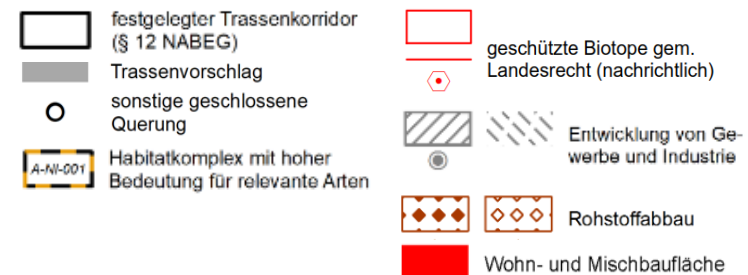 festgelegter Trassenkorridor
(§ 12 NABEG)
Trassenvorschlag
sonstige geschlossene
Querung
A-NI-001
Habitatkomplex mit hoher
Bedeutung für relevante Arten
geschützte Biotope gem.
Landesrecht (nachrichtlich)
Entwicklung von Ge-
werbe und Industrie
Rohstoffabbau
Wohn- und Mischbaufläche